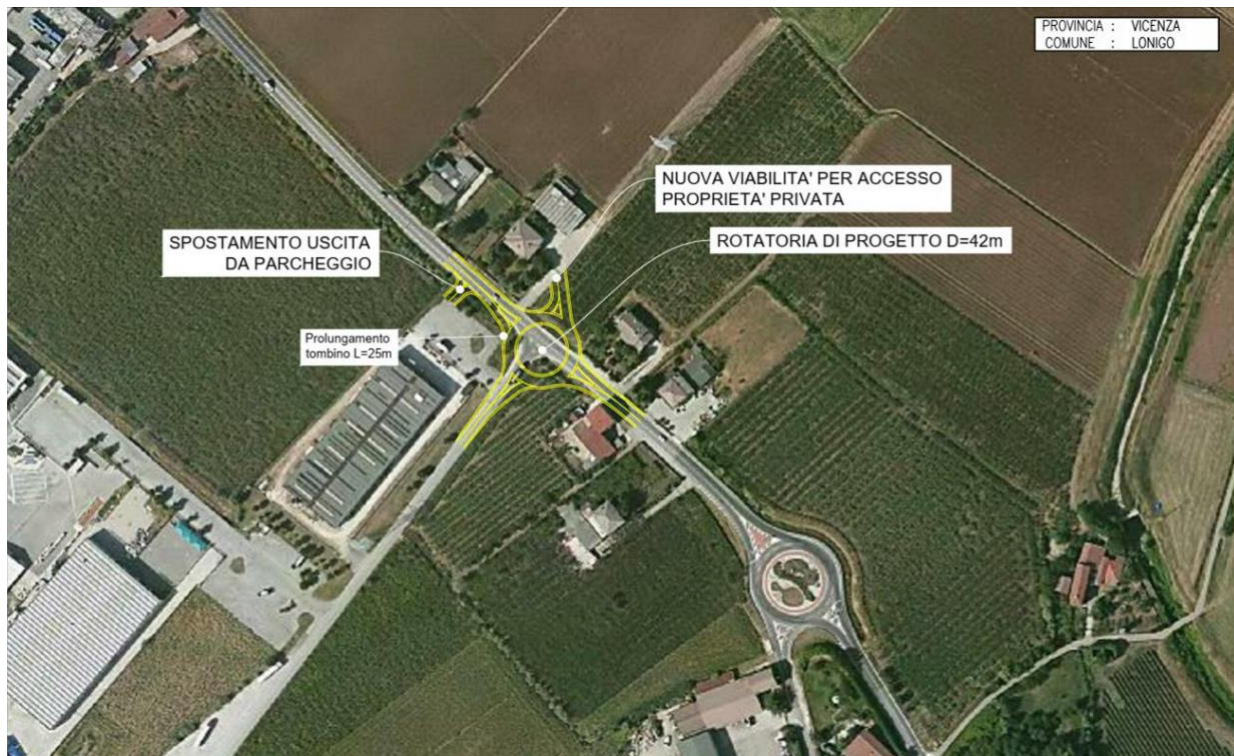 PROVINCIA : VICENZA
COMUNE : LONIGO
NUOVA VIABILITA' PER ACCESSO
PROPRIETA' PRIVATA
ROTATORIA DI PROGETTO D=42m
SPOSTAMENTO USCITA
DA PARCHEGGIO
Prolungamento
tombino L=25m